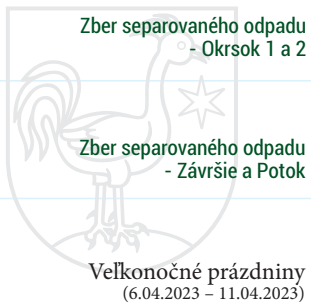 Zber separovaného odpadu
- Okrsok 1 a 2
Zber separovaného odpadu
- Závršie a Potok
Veľkonočné prázdniny
(6.04.2023 – 11.04.2023)